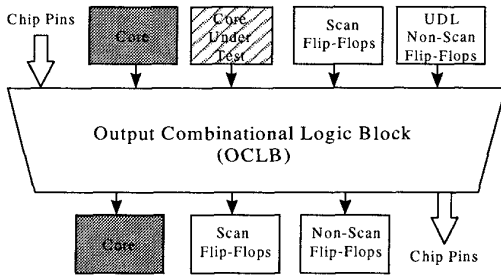 Chip Pins
Core
Core
Under
Test
Scan
Flip-Flops
UDL
Non-Scan
Flip-Flops
Output Combinational Logic Block
(OCLB)
Core
Scan
Flip-Flops
Non-Scan
Flip-Flops
Chip Pins